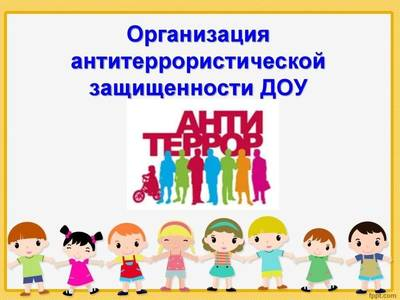 Организация
антитеррористической
защищенности ДОУ
АНТИ
ТЕРРОР
fppt.com